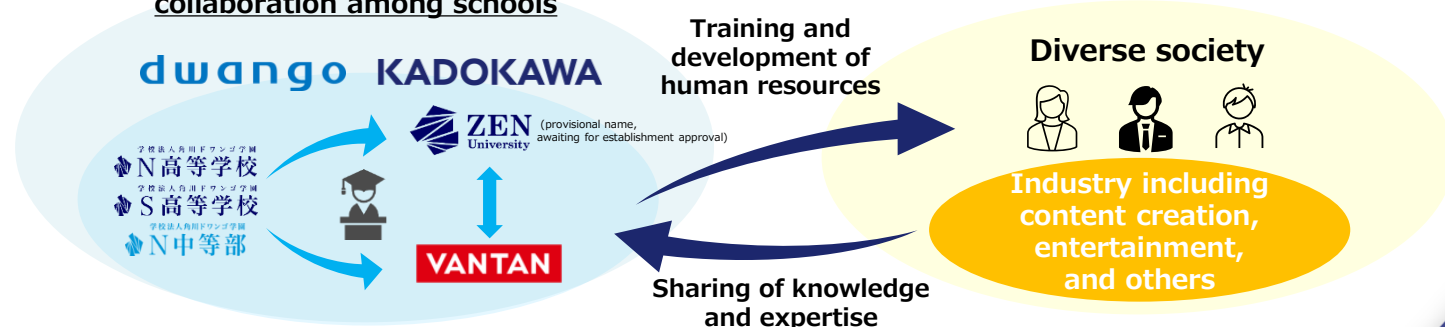 collaboration among schools
dwango KADOKAWA
学校法人角川ドワンゴ学園
N高等学校
学校法人角川ドワンゴ学園
S高等学校
学校法人角川ドワンゴ学園
N中等部
ZEN
University
(provisional name,
awaiting for establishment approval)
VANTAN
Training and
development of
human resources
Sharing of knowledge
and expertise
Diverse society
Industry including
content creation,
entertainment,
and others